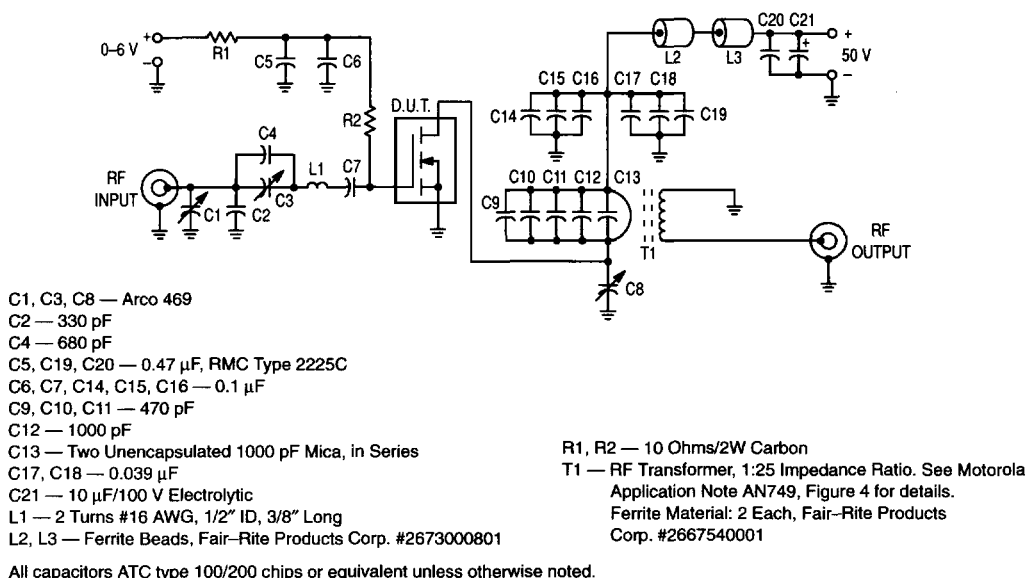 C20 C21
0–6 V
+
–
R1
C5
C6
L2
L3
+
+
50 V
–
C15 C16
C17 C18
C14
C19
D.U.T.
R2
C4
L1
C7
RF
INPUT
C1
C2
C3
C10 C11 C12
C13
C9
T1
RF
OUTPUT
C8
C1, C3, C8 — Arco 469
C2 — 330 pF
C4 — 680 pF
C5, C19, C20 — 0.47 μF, RMC Type 2225C
C6, C7, C14, C15, C16 — 0.1 μF
C9, C10, C11 — 470 pF
C12 — 1000 pF
C13 — Two Unencapsulated 1000 pF Mica, in Series
C17, C18 — 0.039 μF
C21 — 10 μF/100 V Electrolytic
L1 — 2 Turns #16 AWG, 1/2″ ID, 3/8″ Long
L2, L3 — Ferrite Beads, Fair–Rite Products Corp. #2673000801
R1, R2 — 10 Ohms/2W Carbon
T1 — RF Transformer, 1:25 Impedance Ratio. See Motorola
Application Note AN749, Figure 4 for details.
Ferrite Material: 2 Each, Fair–Rite Products
Corp. #2667540001
All capacitors ATC type 100/200 chips or equivalent unless otherwise noted.